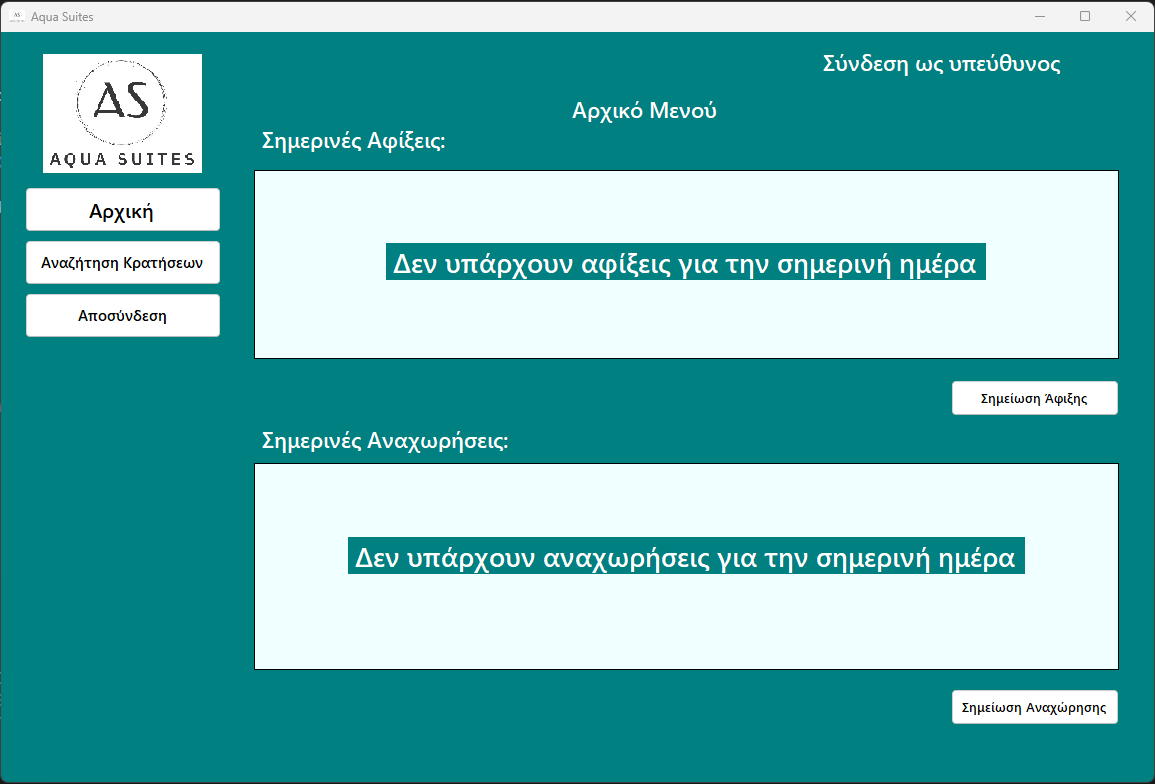 Aqua Suites
AS
AQUA SUITES
Σύνδεση ως υπεύθυνος
Αρχικό Μενού
Σημερινές Αφίξεις:
Αρχική
Αναζήτηση Κρατήσεων
Αποσύνδεση
Δεν υπάρχουν αφίξεις για την σημερινή ημέρα
Σημείωση Άφιξης
Σημερινές Αναχωρήσεις:
Δεν υπάρχουν αναχωρήσεις για την σημερινή ημέρα
Σημείωση Αναχώρησης